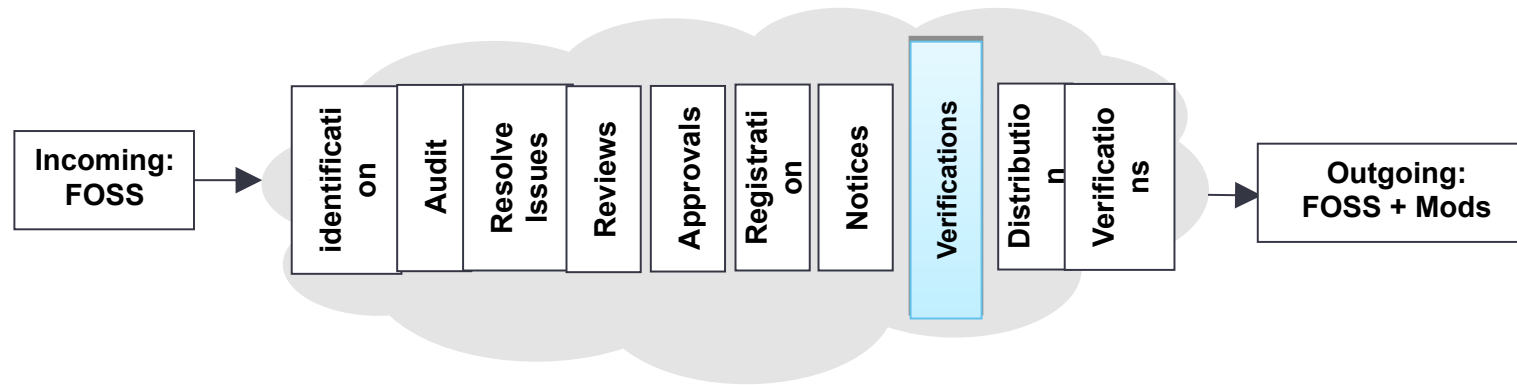 Incoming:
FOSS
identificati
on
Audit
Resolve
Issues
Reviews
Approvals
Registrati
on
Notices
Verifications
Distributio
n
Verificatio
ns
Outgoing:
FOSS + Mods